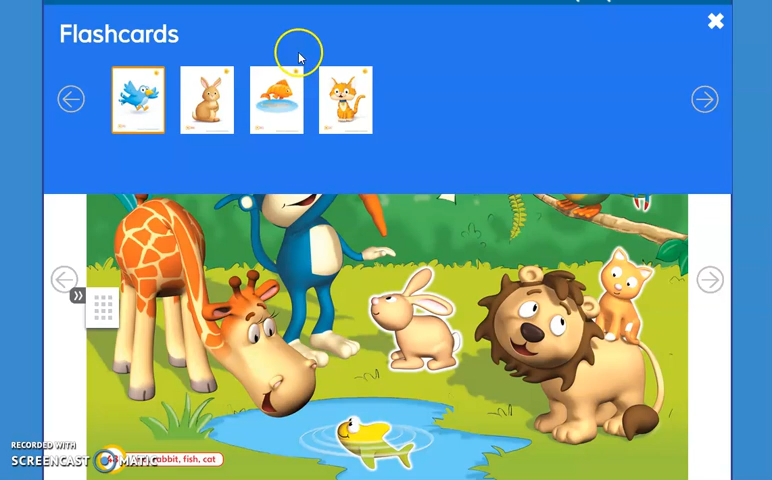 Flashcards
rabbit, fish, cat
RECORDED WITH
SCREENCAST MATIC